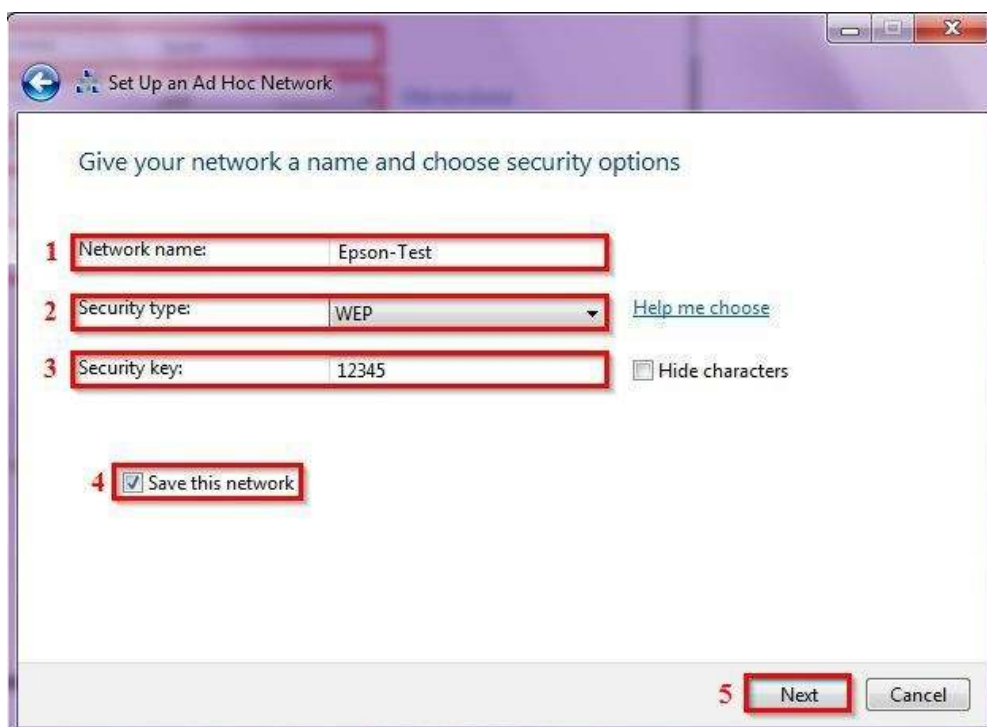 Set Up an Ad Hoc Network
Give your network a name and choose security options
1 Network name: Epson-Test
2 Security type: WEP Help me choose
3 Security key: 12345 Hide characters
4 Save this network
5 Next Cancel